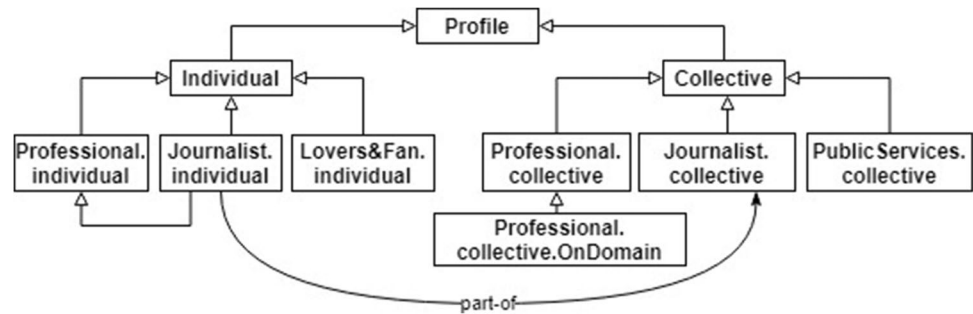 Profile
Individual
Collective
Professional.
individual
Journalist.
individual
Lovers&Fan.
individual
Professional.
collective
Journalist.
collective
PublicServices.
collective
Professional.
collective.OnDomain
part-of